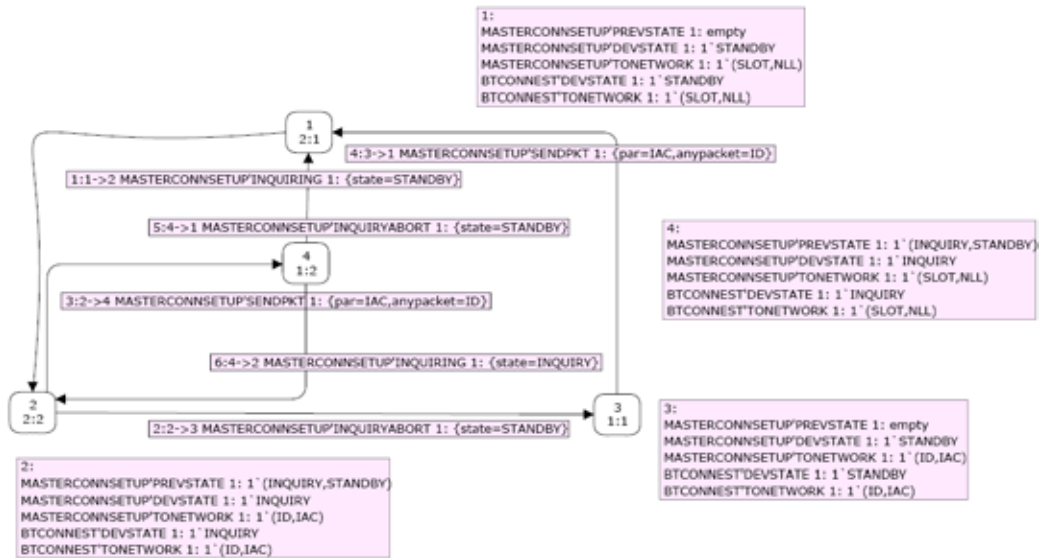 1:
MASTERCONNSETUP'PREVSTATE 1: empty
MASTERCONNSETUP'DEVSTATE 1: 1`STANDBY
MASTERCONNSETUP'TONETWORK 1: 1`(SLOT,NLL)
BTCONNEST'DEVSTATE 1: 1`STANDBY
BTCONNEST'TONETWORK 1: 1`(SLOT,NLL)
1
2:1
4:3->1 MASTERCONNSETUP'SENDPKT 1: {par=IAC,anypacket=ID}
1:1->2 MASTERCONNSETUP'INQUIRING 1: {state=STANDBY}
5:4->1 MASTERCONNSETUP'INQUIRYABORT 1: {state=STANDBY}
4
1:2
4:
MASTERCONNSETUP'PREVSTATE 1: 1`(INQUIRY,STANDBY)
MASTERCONNSETUP'DEVSTATE 1: 1`INQUIRY
MASTERCONNSETUP'TONETWORK 1: 1`(SLOT,NLL)
BTCONNEST'DEVSTATE 1: 1`INQUIRY
BTCONNEST'TONETWORK 1: 1`(SLOT,NLL)
3:2->4 MASTERCONNSETUP'SENDPKT 1: {par=IAC,anypacket=ID}
6:4->2 MASTERCONNSETUP'INQUIRING 1: {state=INQUIRY}
2
2:2
3
1:1
2:2->3 MASTERCONNSETUP'INQUIRYABORT 1: {state=STANDBY}
3:
MASTERCONNSETUP'PREVSTATE 1: empty
MASTERCONNSETUP'DEVSTATE 1: 1`STANDBY
MASTERCONNSETUP'TONETWORK 1: 1`(ID,IAC)
BTCONNEST'DEVSTATE 1: 1`STANDBY
BTCONNEST'TONETWORK 1: 1`(ID,IAC)
2:
MASTERCONNSETUP'PREVSTATE 1: 1`(INQUIRY,STANDBY)
MASTERCONNSETUP'DEVSTATE 1: 1`INQUIRY
MASTERCONNSETUP'TONETWORK 1: 1`(ID,IAC)
BTCONNEST'DEVSTATE 1: 1`INQUIRY
BTCONNEST'TONETWORK 1: 1`(ID,IAC)